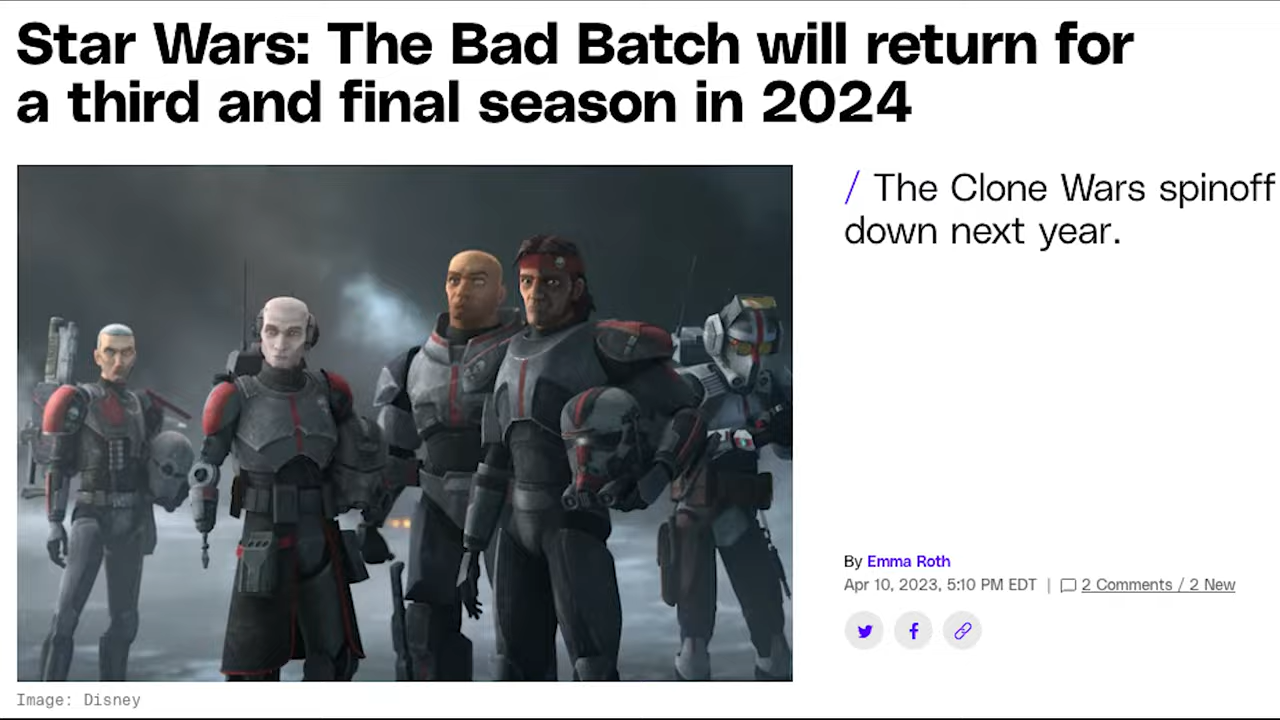 Star Wars: The Bad Batch will return for
a third and final season in 2024
/ The Clone Wars spinoff
down next year.
By Emma Roth
Apr 10, 2023, 5:10 PM EDT | 2 Comments / 2 New
Image: Disney